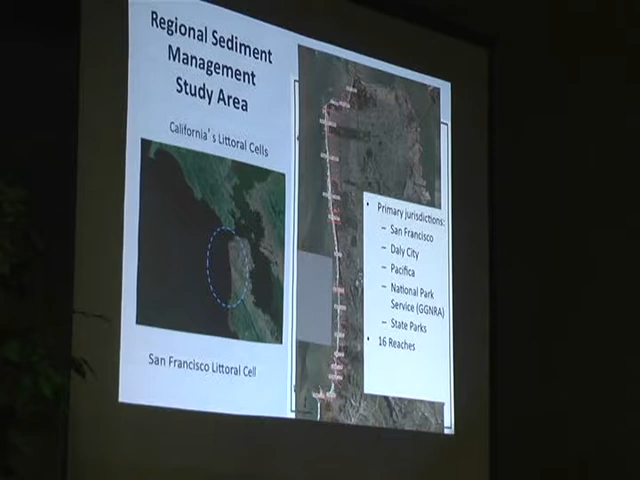 Regional Sediment
Management
Study Area
California's Littoral Cells
San Francisco Littoral Cell
• Primary jurisdictions:
– San Francisco
– Daly City
– Pacifica
– National Park
Service (GGNRA)
– State Parks
• 16 Reaches